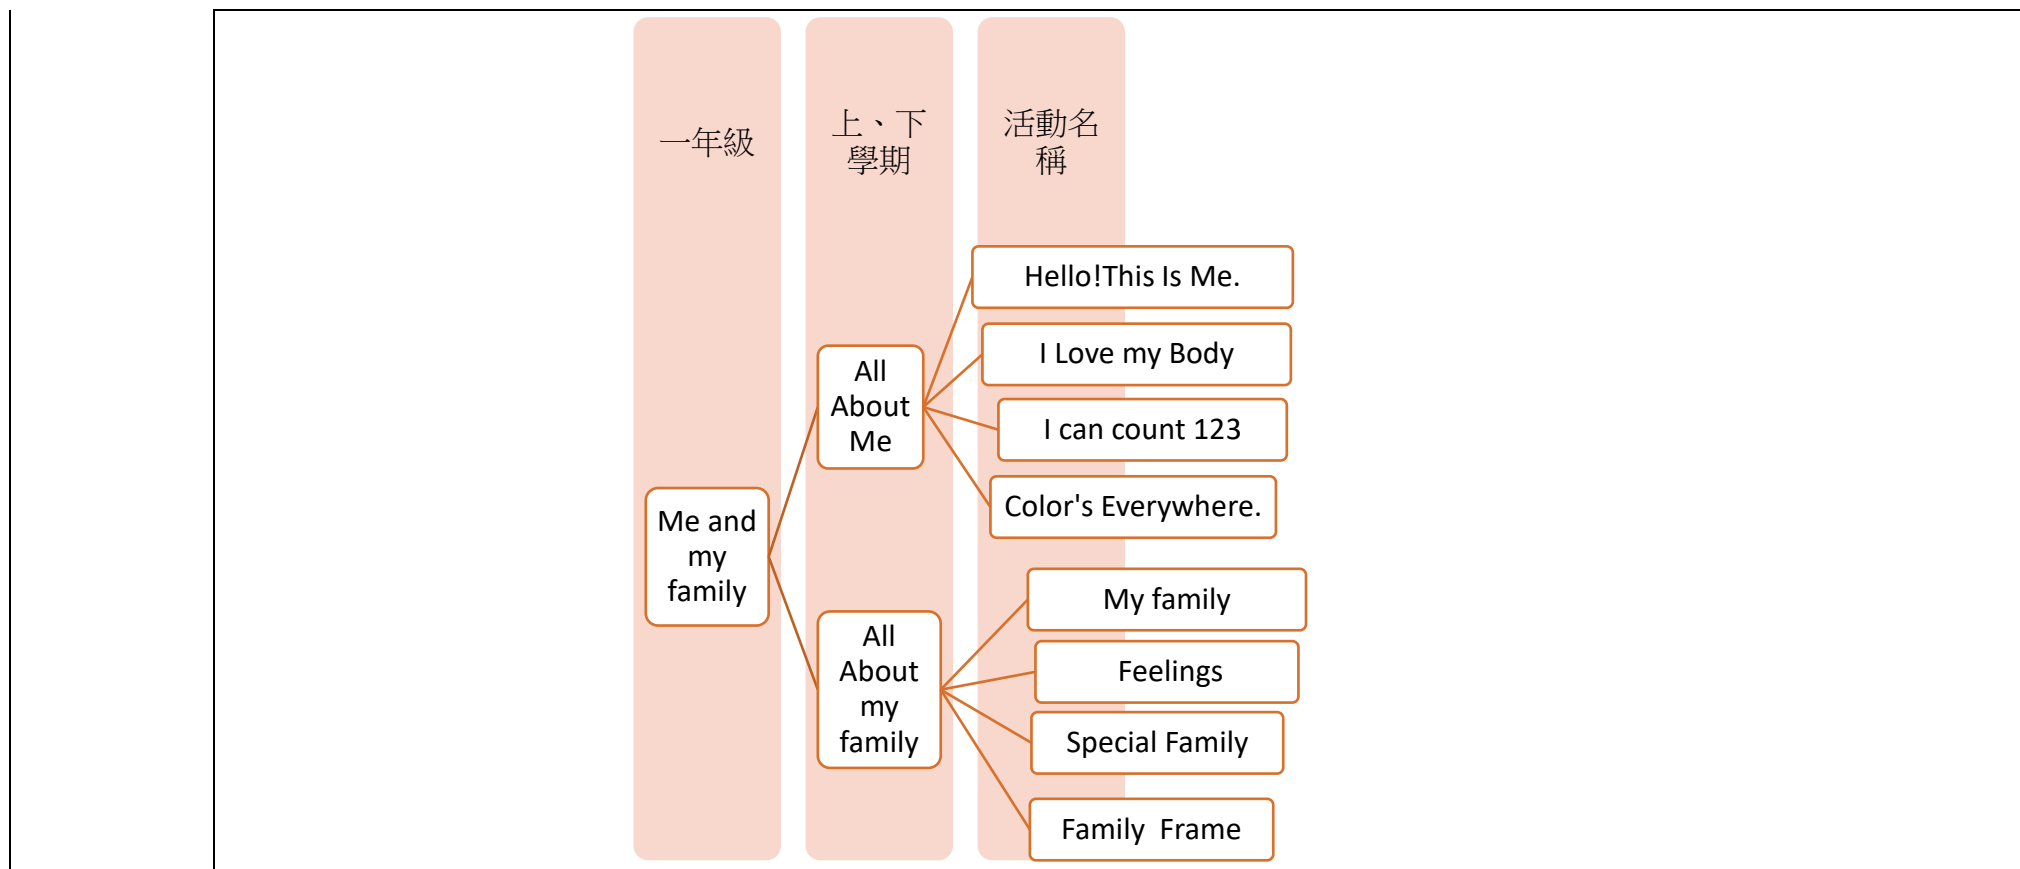 一年級
上、下
學期
活動名
稱
Me and
my
family
All
About
Me
Hello!This Is Me.
I Love my Body
I can count 123
Color's Everywhere.
All
About
my
family
My family
Feelings
Special Family
Family  Frame